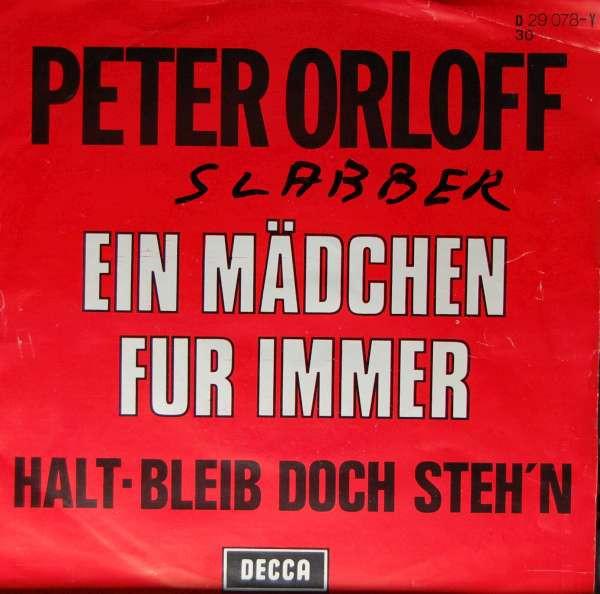 D 29 078-Y
30
PETER ORLOFF
SLABBER
EIN MÄDCHEN
FUR IMMER
HALT-BLEIB DOCH STEH'N
DECCA